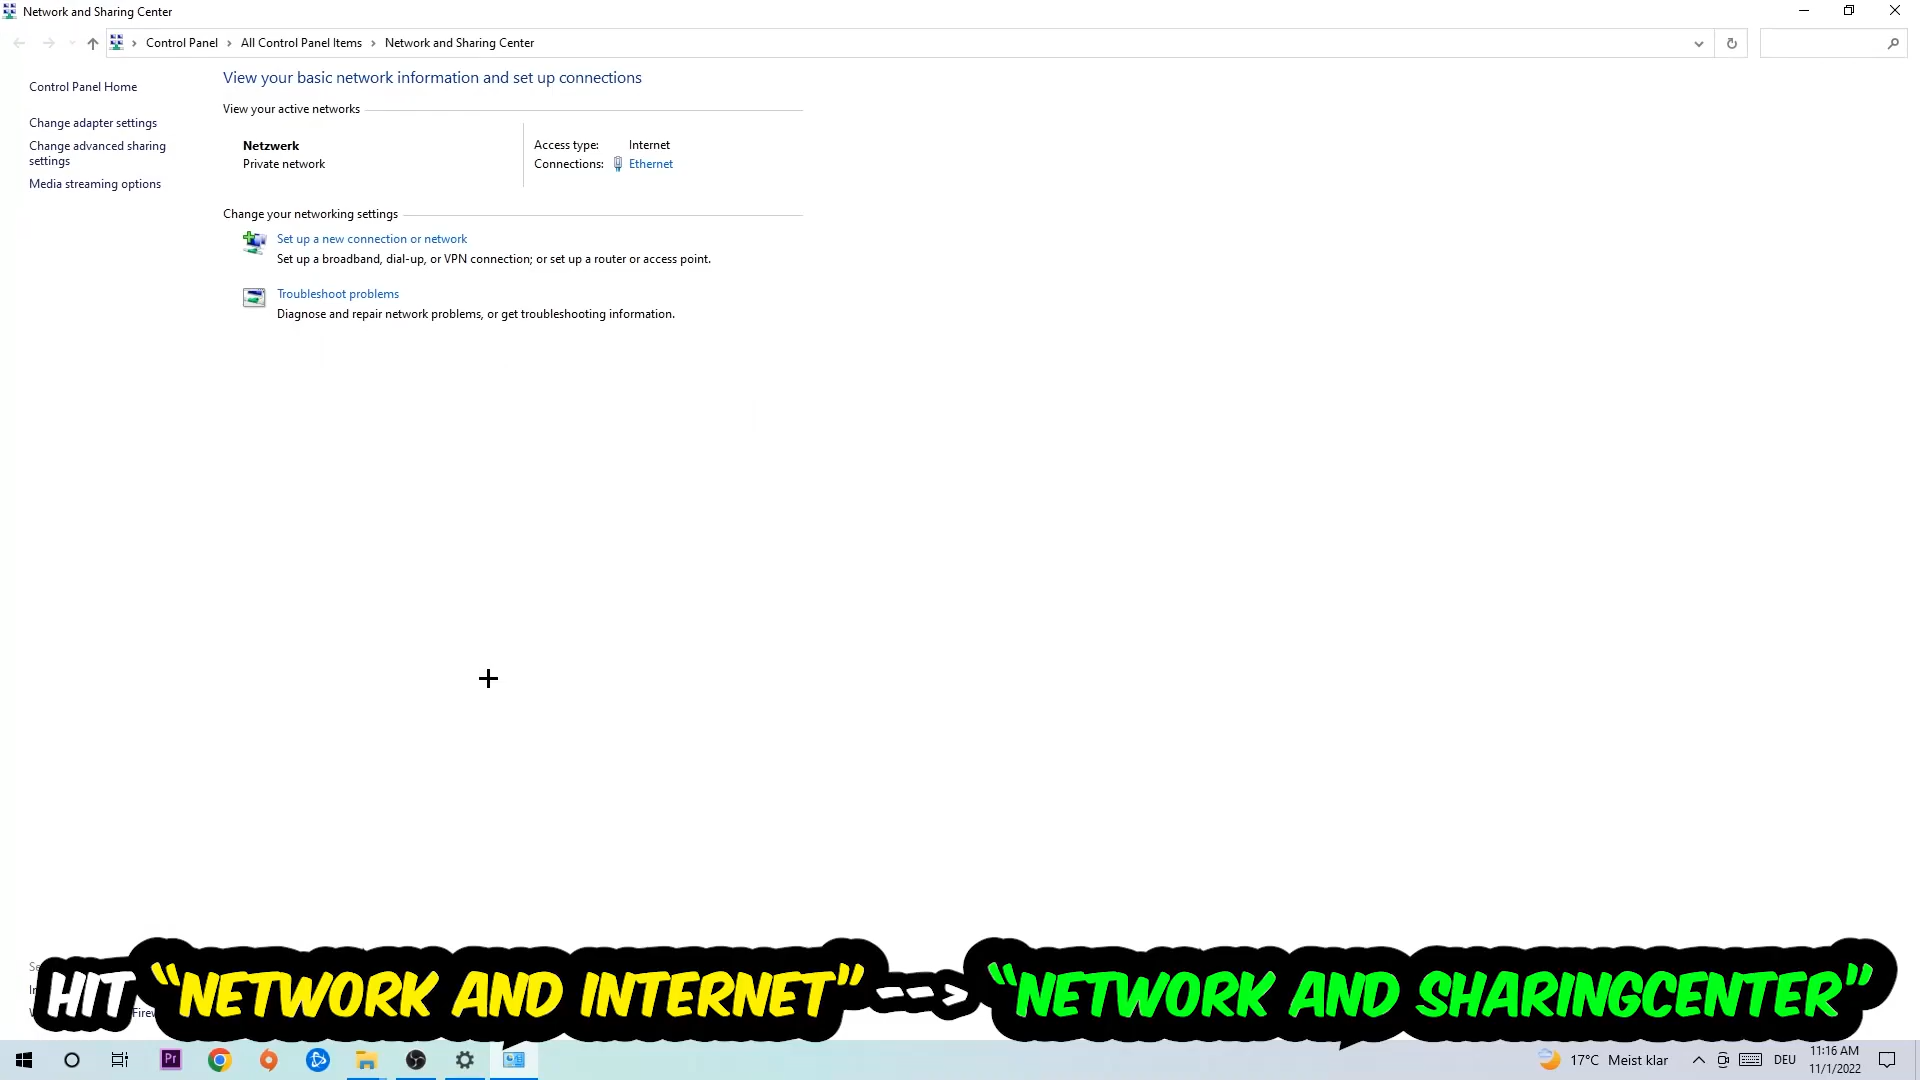 Network and Sharing Center
Control Panel › All Control Panel Items › Network and Sharing Center
Control Panel Home
Change adapter settings
Change advanced sharing
settings
Media streaming options
View your basic network information and set up connections
View your active networks
Netzwerk
Private network
Access type: Internet
Connections: Ethernet
Change your networking settings
Set up a new connection or network
Set up a broadband, dial-up, or VPN connection; or set up a router or access point.
Troubleshoot problems
Diagnose and repair network problems, or get troubleshooting information.
HIT "NETWORK AND INTERNET" ---> "NETWORK AND SHARINGCENTER"
Pr
17°C Meist klar
DEU
11:16 AM
11/1/2022